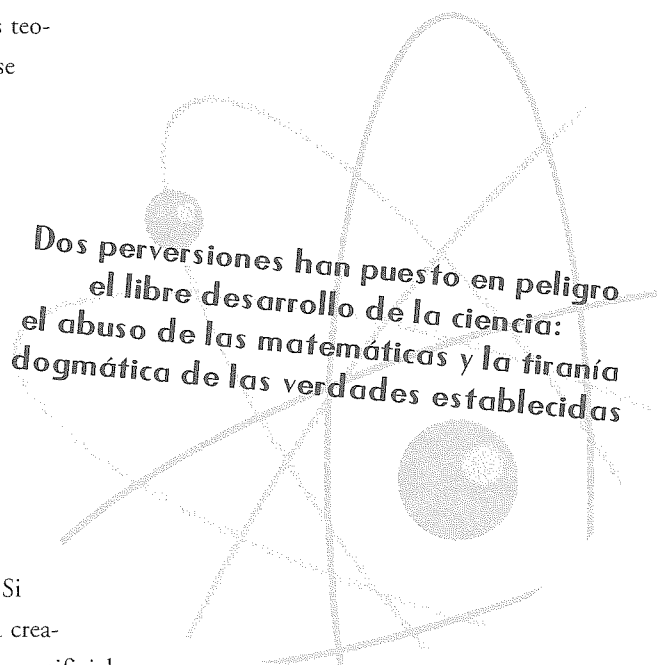 s teo-
se
Dos perversiones han puesto en peligro
el libre desarrollo de la ciencia:
el abuso de las matemáticas y la tiranía
dogmática de las verdades establecidas
Si
crea-